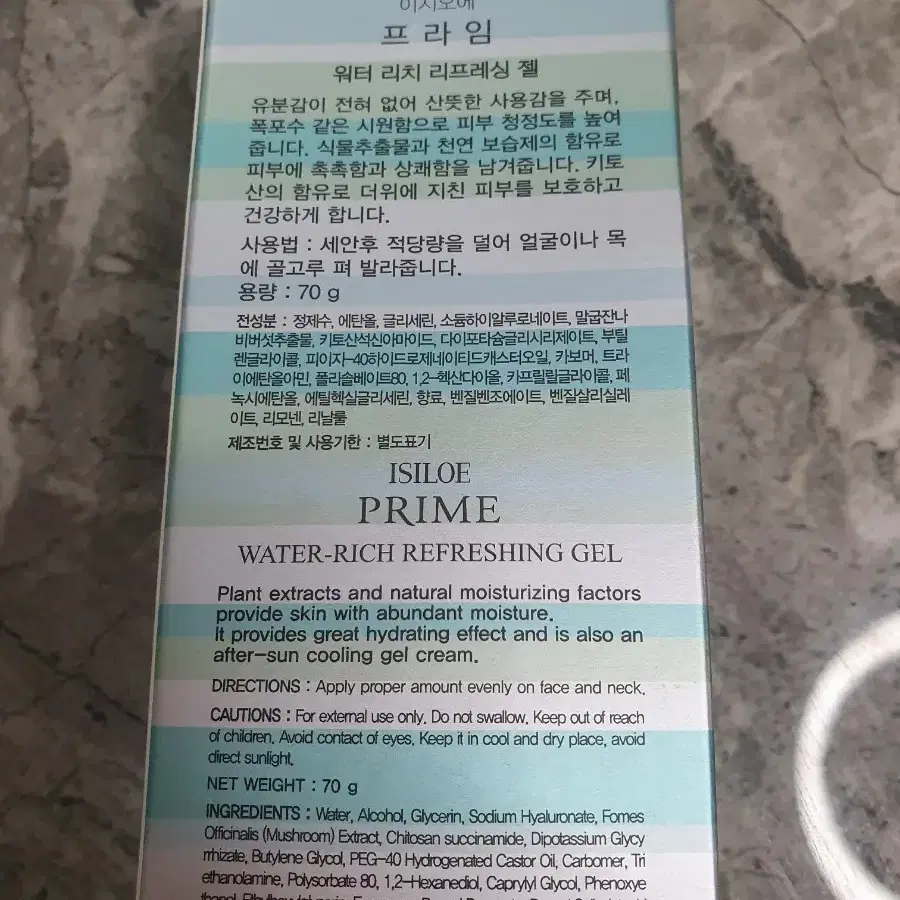 이시오에
프라임
워터 리치 리프레싱 젤
유분감이 전혀 없어 산뜻한 사용감을 주며,
폭포수 같은 시원함으로 피부 청정도를 높여
줍니다. 식물추출물과 천연 보습제의 함유로
피부에 촉촉함과 상쾌함을 남겨줍니다. 키토
산의 함유로 더위에 지친 피부를 보호하고
건강하게 합니다.
사용법 : 세안후 적당량을 덜어 얼굴이나 목
에 골고루 펴 발라줍니다.
용량 : 70 g
전성분 : 정제수, 에탄올, 글리세린, 소듐하이알루로네이트, 말굽잔나
비버섯추출물, 키토산석신아마이드, 다이포타슘글리시리제이트, 부틸
렌글라이콜, 피이지-40하이드로제네이티드캐스터오일, 카보머, 트라
이에탄올아민, 폴리솔베이트80, 1,2-헥산다이올, 카프릴릴글라이콜, 페
녹시에탄올, 에틸헥실글리세린, 향료, 벤질벤조에이트, 벤질살리실레
이트, 리모넨, 리날룰
제조번호 및 사용기한 : 별도표기
ISILOE
PRIME
WATER-RICH REFRESHING GEL
Plant extracts and natural moisturizing factors
provide skin with abundant moisture.
It provides great hydrating effect and is also an
after-sun cooling gel cream.
DIRECTIONS : Apply proper amount evenly on face and neck.
CAUTIONS : For external use only. Do not swallow. Keep out of reach
of children. Avoid contact of eyes. Keep it in cool and dry place, avoid
direct sunlight.
NET WEIGHT : 70 g
INGREDIENTS : Water, Alcohol, Glycerin, Sodium Hyaluronate, Fomes
Officinalis (Mushroom) Extract, Chitosan succinamide, Dipotassium Glycy
rrhizate, Butylene Glycol, PEG-40 Hydrogenated Castor Oil, Carbomer, Tri
ethanolamine, Polysorbate 80, 1,2-Hexanediol, Caprylyl Glycol, Phenoxye